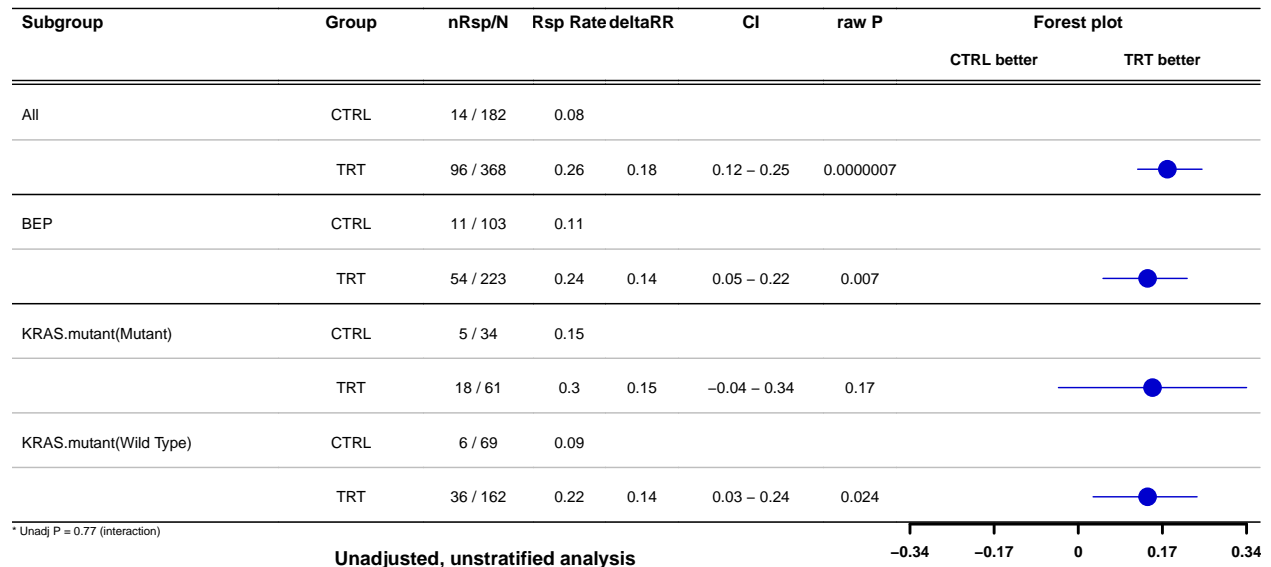 Subgroup Group nRsp/N Rsp Rate deltaRR CI raw P Forest plot
CTRL better TRT better
All CTRL 14 / 182 0.08
TRT 96 / 368 0.26 0.18 0.12 – 0.25 0.0000007
BEP CTRL 11 / 103 0.11
TRT 54 / 223 0.24 0.14 0.05 – 0.22 0.007
KRAS.mutant(Mutant) CTRL 5 / 34 0.15
TRT 18 / 61 0.3 0.15 −0.04 – 0.34 0.17
KRAS.mutant(Wild Type) CTRL 6 / 69 0.09
TRT 36 / 162 0.22 0.14 0.03 – 0.24 0.024
* Unadj P = 0.77 (interaction)
−0.34 −0.17 0 0.17 0.34
Unadjusted, unstratified analysis